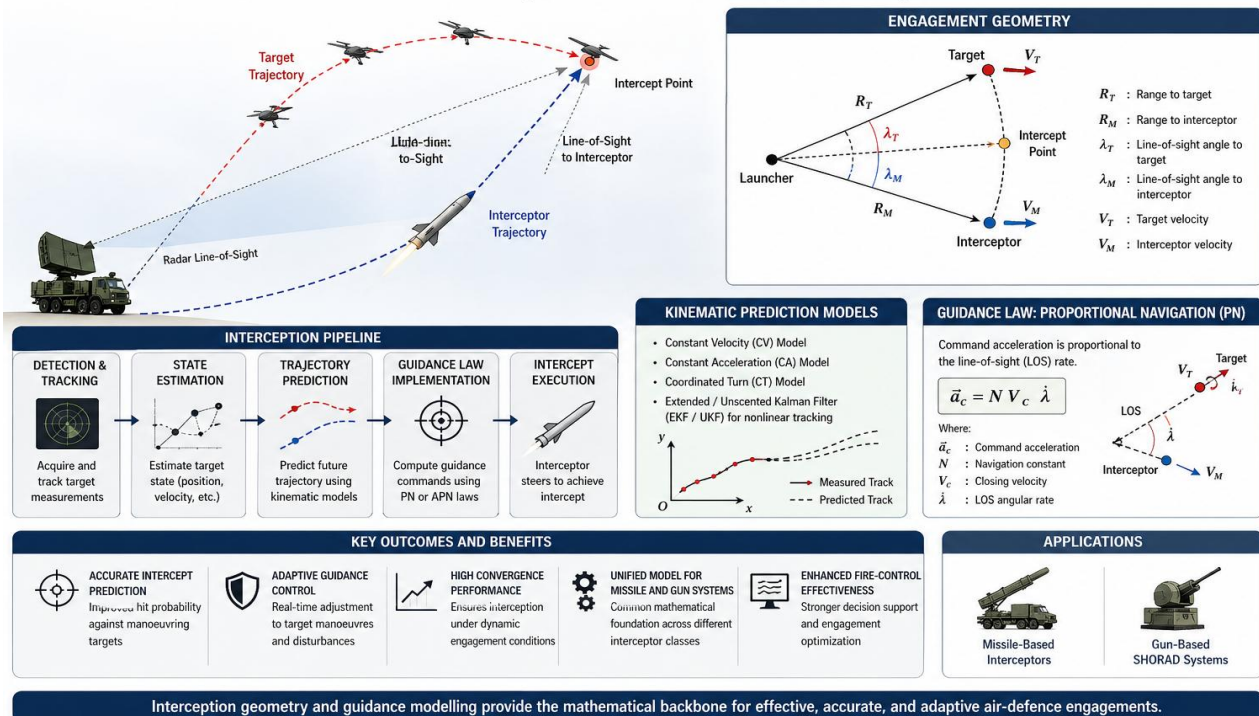 Target
Trajectory
Intercept Point
to-Sight
Line-of-Sight
to Interceptor
Interceptor
Trajectory
Radar Line-of-Sight
ENGAGEMENT GEOMETRY
Target
V_T
R_T
λ_T
Intercept
Point
Launcher
λ_M
R_M
V_M
Interceptor
R_T : Range to target
R_M : Range to interceptor
λ_T : Line-of-sight angle to
target
λ_M : Line-of-sight angle to
interceptor
V_T : Target velocity
V_M : Interceptor velocity
INTERCEPTION PIPELINE
DETECTION &
TRACKING
Acquire and
track target
measurements
STATE
ESTIMATION
Estimate target
state (position,
velocity, etc.)
TRAJECTORY
PREDICTION
Predict future
trajectory using
kinematic models
GUIDANCE LAW
IMPLEMENTATION
Compute guidance
commands using
PN or APN laws
INTERCEPT
EXECUTION
Interceptor
steers to achieve
intercept
KINEMATIC PREDICTION MODELS
• Constant Velocity (CV) Model
• Constant Acceleration (CA) Model
• Coordinated Turn (CT) Model
• Extended / Unscented Kalman Filter
(EKF / UKF) for nonlinear tracking
y
O
x
Measured Track
Predicted Track
GUIDANCE LAW: PROPORTIONAL NAVIGATION (PN)
Command acceleration is proportional to
the line-of-sight (LOS) rate.
a⃗_c = N V_C λ̇
Where:
a⃗_c : Command acceleration
N : Navigation constant
V_C : Closing velocity
λ̇ : LOS angular rate
Target
V_T
LOS
λ̇
Interceptor
V_M
KEY OUTCOMES AND BENEFITS
ACCURATE INTERCEPT
PREDICTION
Improved hit probability
against manoeuvring
targets
ADAPTIVE GUIDANCE
CONTROL
Real-time adjustment
to target manoeuvres
and disturbances
HIGH CONVERGENCE
PERFORMANCE
Ensures interception
under dynamic
engagement conditions
UNIFIED MODEL FOR
MISSILE AND GUN SYSTEMS
Common mathematical
foundation across different
interceptor classes
ENHANCED FIRE-CONTROL
EFFECTIVENESS
Stronger decision support
and engagement
optimization
APPLICATIONS
Missile-Based
Interceptors
Gun-Based
SHORAD Systems
Interception geometry and guidance modelling provide the mathematical backbone for effective, accurate, and adaptive air-defence engagements.